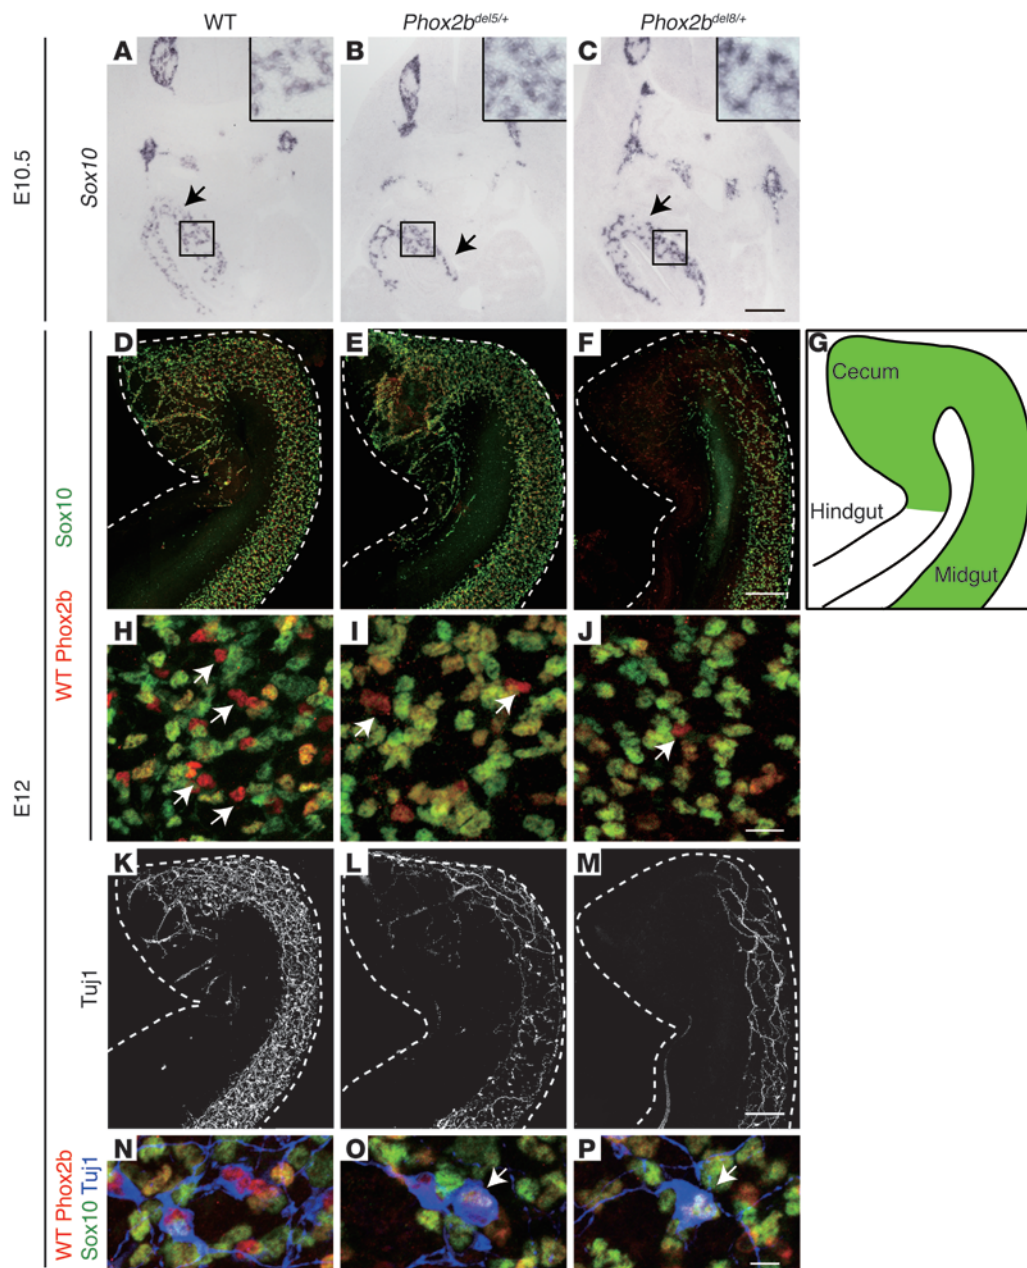 WT
Phox2b^del5/+
Phox2b^del8/+
E10.5
Sox10
A
B
C
E12
WT Phox2b Sox10
D
E
F
G
Cecum
Hindgut
Midgut
H
I
J
Tuj1
K
L
M
WT Phox2b
Sox10 Tuj1
N
O
P